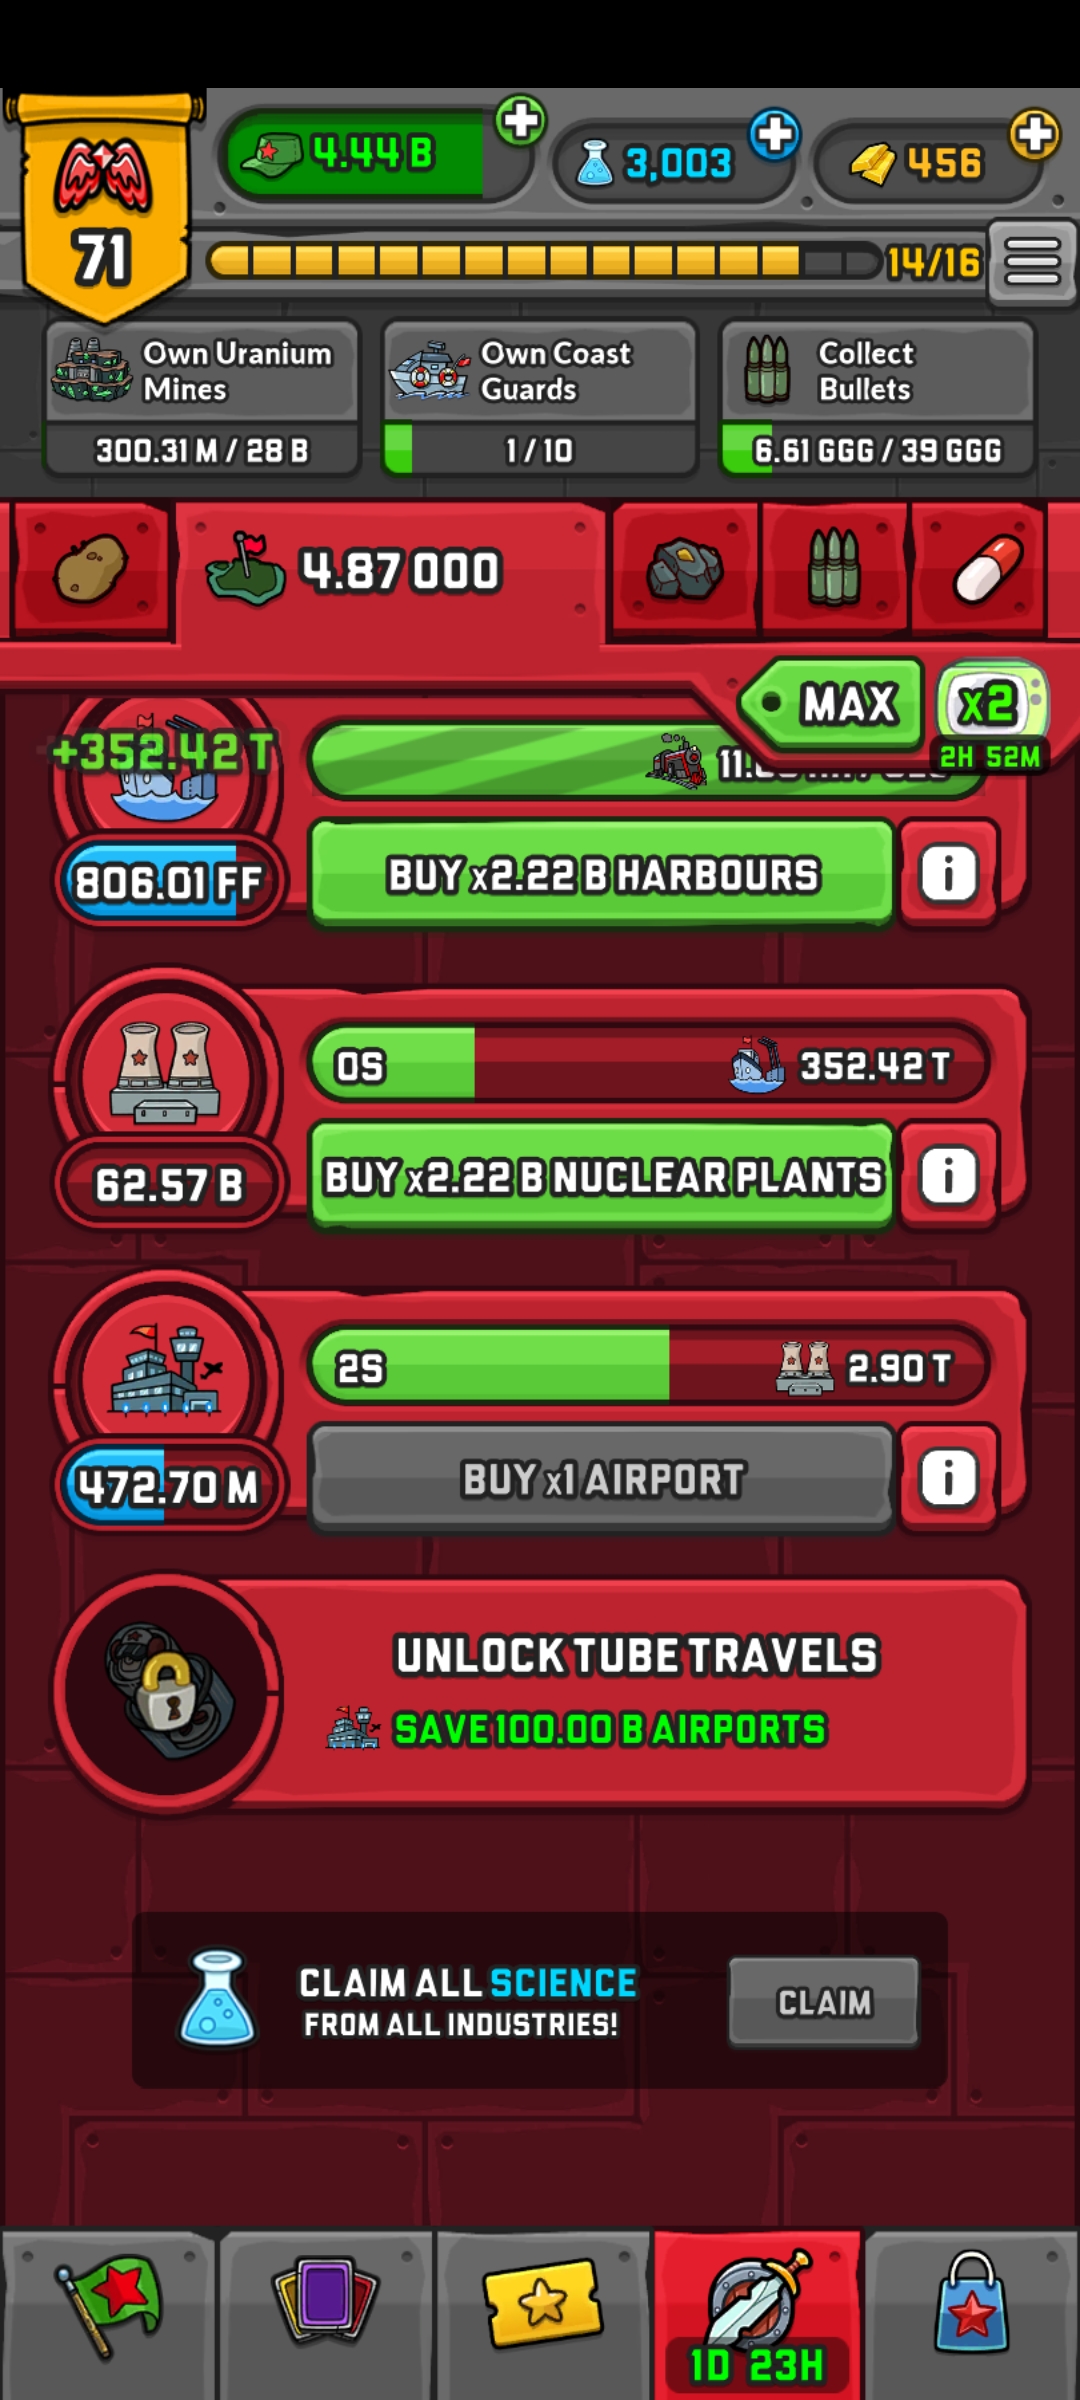 4.44 B
3,003
456
71
14/16
Own Uranium
Mines
300.31 M / 28 B
Own Coast
Guards
1 / 10
Collect
Bullets
6.61 GGG / 39 GGG
4.87 000
MAX
x2
2H 52M
+352.42 T
806.01 FF
BUY x2.22 B HARBOURS
i
0S
352.42 T
62.57 B
BUY x2.22 B NUCLEAR PLANTS
i
2S
2.90 T
472.70 M
BUY x1 AIRPORT
i
UNLOCK TUBE TRAVELS
SAVE 100.00 B AIRPORTS
CLAIM ALL SCIENCE
FROM ALL INDUSTRIES!
CLAIM
1D 23H